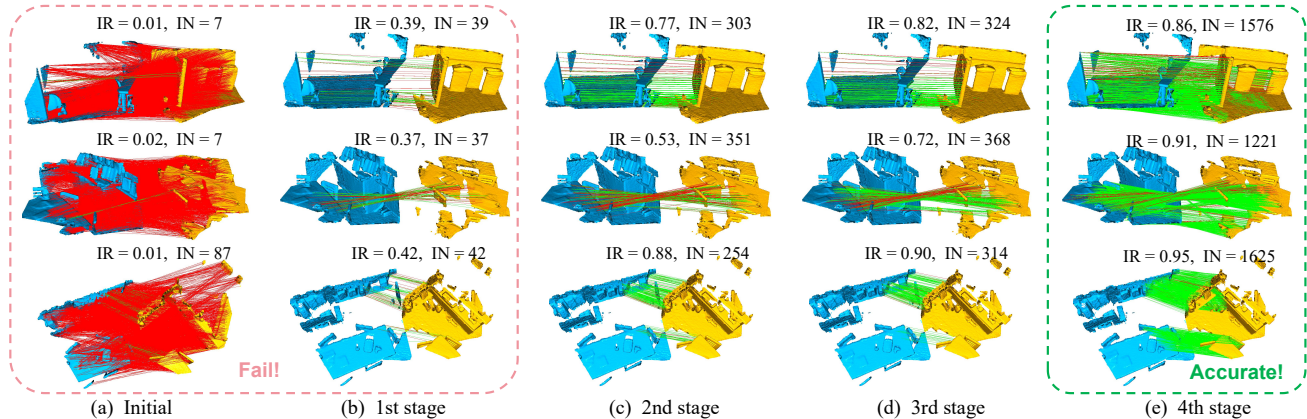 IR = 0.01, IN = 7
IR = 0.39, IN = 39
IR = 0.77, IN = 303
IR = 0.82, IN = 324
IR = 0.86, IN = 1576
IR = 0.02, IN = 7
IR = 0.37, IN = 37
IR = 0.53, IN = 351
IR = 0.72, IN = 368
IR = 0.91, IN = 1221
IR = 0.01, IN = 87
IR = 0.42, IN = 42
IR = 0.88, IN = 254
IR = 0.90, IN = 314
IR = 0.95, IN = 1625
Fail!
Accurate!
(a) Initial
(b) 1st stage
(c) 2nd stage
(d) 3rd stage
(e) 4th stage